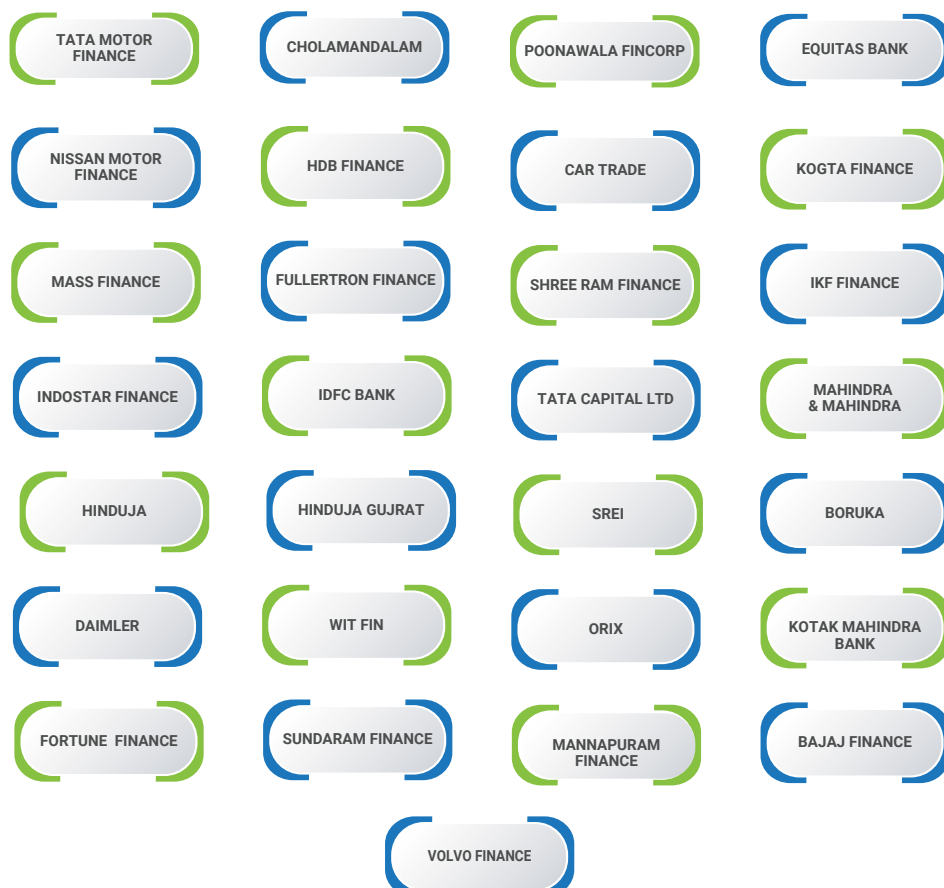 TATA MOTOR
FINANCE
CHOLAMANDALAM
POONAWALA FINCORP
EQUITAS BANK
NISSAN MOTOR
FINANCE
HDB FINANCE
CAR TRADE
KOGTA FINANCE
MASS FINANCE
FULLERTRON FINANCE
SHREE RAM FINANCE
IKF FINANCE
INDOSTAR FINANCE
IDFC BANK
TATA CAPITAL LTD
MAHINDRA
& MAHINDRA
HINDUJA
HINDUJA GUJRAT
SREI
BORUKA
DAIMLER
WIT FIN
ORIX
KOTAK MAHINDRA
BANK
FORTUNE FINANCE
SUNDARAM FINANCE
MANNAPURAM
FINANCE
BAJAJ FINANCE
VOLVO FINANCE